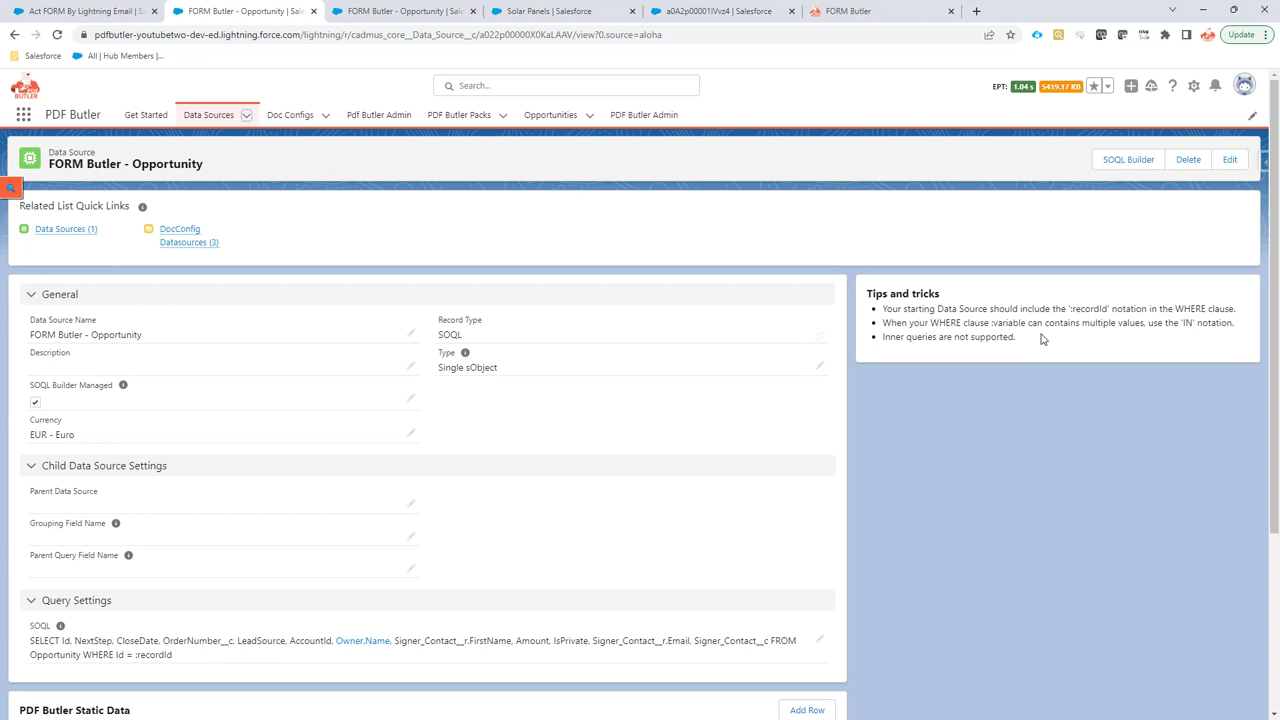 Act FORM By Lightning Email | S
FORM Butler - Opportunity | Sale
FORM Butler - Opportunity | Sale
Solar Panels | Salesforce
a0A2p00001IVvz4 | Salesforce
FORM Butler
pdfbutler-youtubetwo-dev-ed.lightning.force.com/lightning/r/cadmus_core__Data_Source__c/a022p00000X0KaLAAV/view?0.source=aloha
Update
Salesforce
All | Hub Members |...
PDF BUTLER
Search...
EPT: 1.04 s 5419.17 KB
PDF Butler
Get Started
Data Sources
Doc Configs
Pdf Butler Admin
PDF Butler Packs
Opportunities
PDF Butler Admin
Data Source
FORM Butler - Opportunity
SOQL Builder
Delete
Edit
Related List Quick Links
Data Sources (1)
DocConfig
Datasources (3)
General
Data Source Name
FORM Butler - Opportunity
Record Type
SOQL
Description
Type
Single sObject
SOQL Builder Managed
Currency
EUR - Euro
Child Data Source Settings
Parent Data Source
Grouping Field Name
Parent Query Field Name
Query Settings
SOQL
SELECT Id, NextStep, CloseDate, OrderNumber__c, LeadSource, AccountId, Owner.Name, Signer_Contact__r.FirstName, Amount, IsPrivate, Signer_Contact__r.Email, Signer_Contact__c FROM
Opportunity WHERE Id = :recordId
PDF Butler Static Data
Add Row
Tips and tricks
• Your starting Data Source should include the ':recordId' notation in the WHERE clause.
• When your WHERE clause :variable can contains multiple values, use the 'IN' notation.
• Inner queries are not supported.